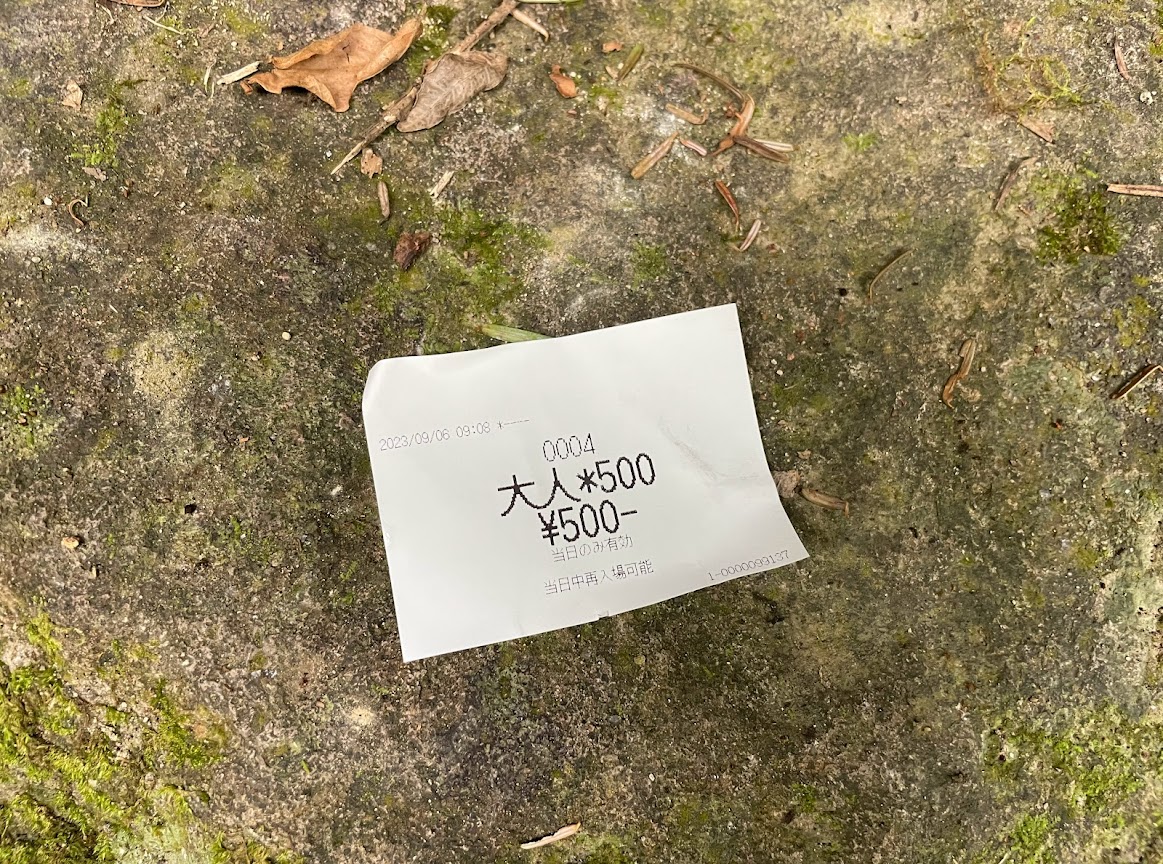 2023/09/06 09:08 *----
0004
大人*500
¥500-
当日のみ有効
当日中再入場可能
1-0000099137